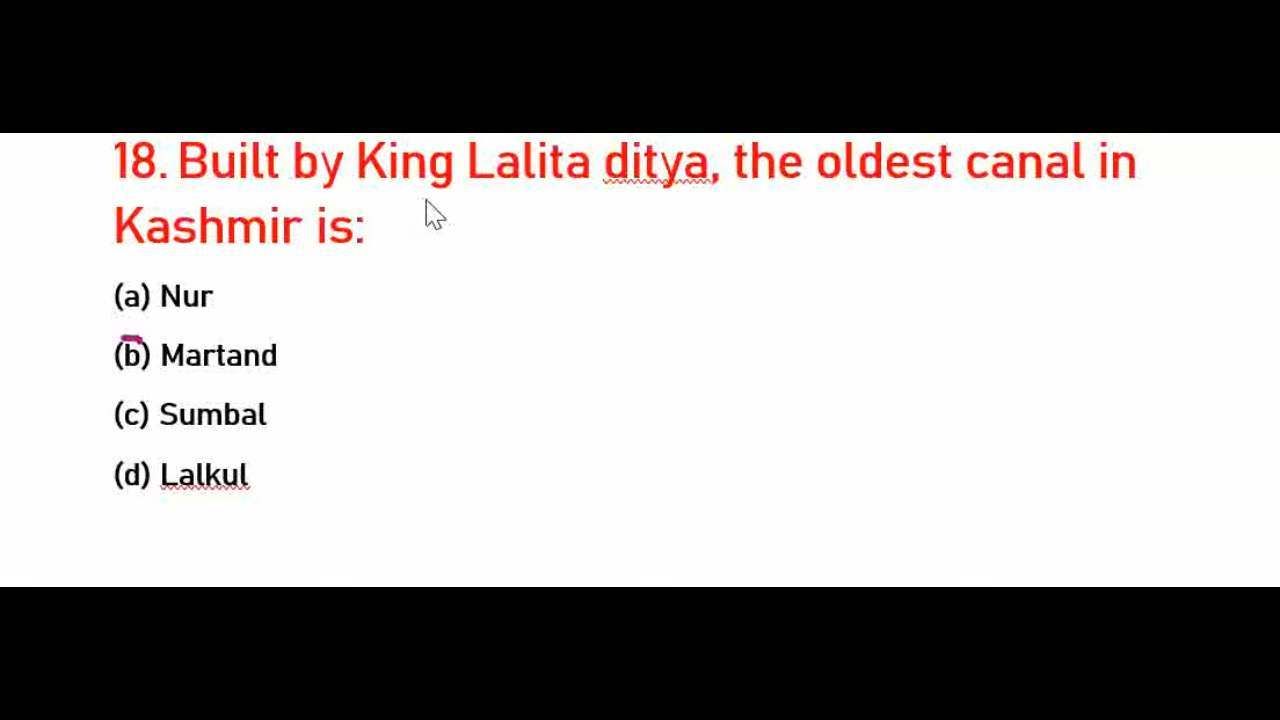 18. Built by King Lalita ditya, the oldest canal in
Kashmir is:
(a) Nur
(b) Martand
(c) Sumbal
(d) Lalkul